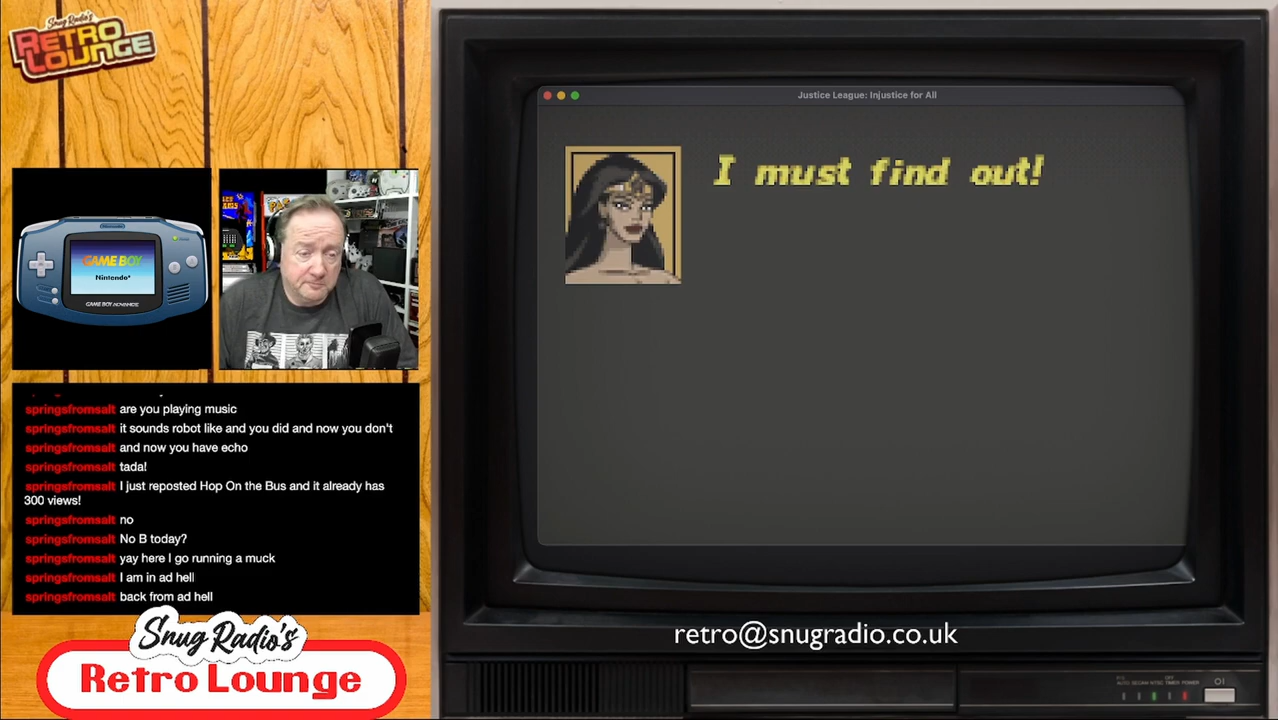 Snug Radio's
RETRO
LOUNGE
Justice League: Injustice for All
I must find out!
GAME BOY
Nintendo
GAME BOY ADVANCE
springsfromsalt are you playing music
springsfromsalt it sounds robot like and you did and now you don't
springsfromsalt and now you have echo
springsfromsalt tada!
springsfromsalt I just reposted Hop On the Bus and it already has
300 views!
springsfromsalt no
springsfromsalt No B today?
springsfromsalt yay here I go running a muck
springsfromsalt I am in ad hell
springsfromsalt back from ad hell
Snug Radio's
Retro Lounge
retro@snugradio.co.uk